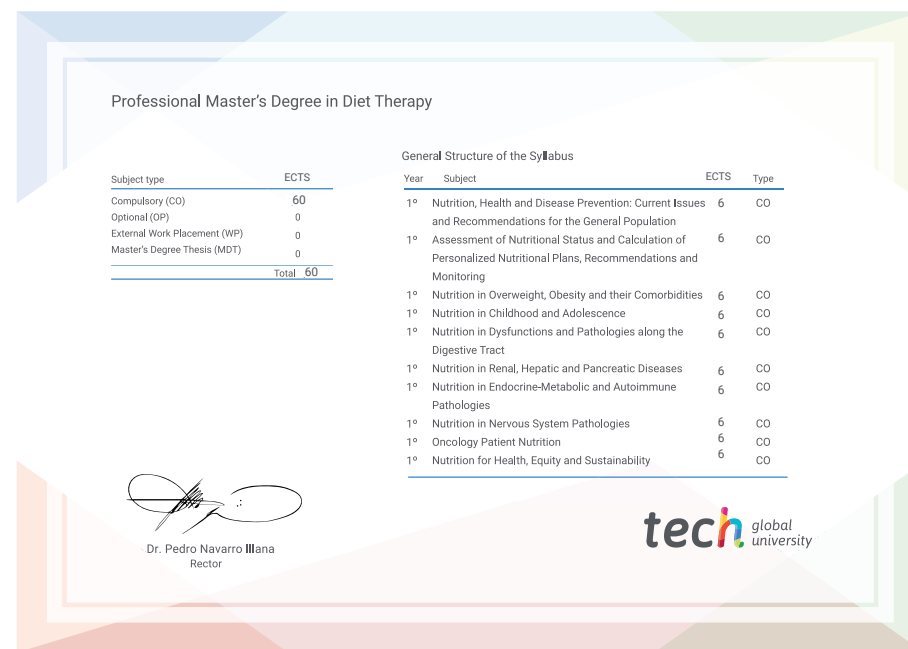 Professional Master's Degree in Diet Therapy
Subject type ECTS
Compulsory (CO) 60
Optional (OP) 0
External Work Placement (WP) 0
Master's Degree Thesis (MDT) 0
Total 60
General Structure of the Syllabus
Year Subject ECTS Type
1º Nutrition, Health and Disease Prevention: Current Issues 6 CO
and Recommendations for the General Population
1º Assessment of Nutritional Status and Calculation of 6 CO
Personalized Nutritional Plans, Recommendations and
Monitoring
1º Nutrition in Overweight, Obesity and their Comorbidities 6 CO
1º Nutrition in Childhood and Adolescence 6 CO
1º Nutrition in Dysfunctions and Pathologies along the 6 CO
Digestive Tract
1º Nutrition in Renal, Hepatic and Pancreatic Diseases 6 CO
1º Nutrition in Endocrine-Metabolic and Autoimmune 6 CO
Pathologies
1º Nutrition in Nervous System Pathologies 6 CO
1º Oncology Patient Nutrition 6 CO
1º Nutrition for Health, Equity and Sustainability 6 CO
Dr. Pedro Navarro Illana
Rector
tech global
university